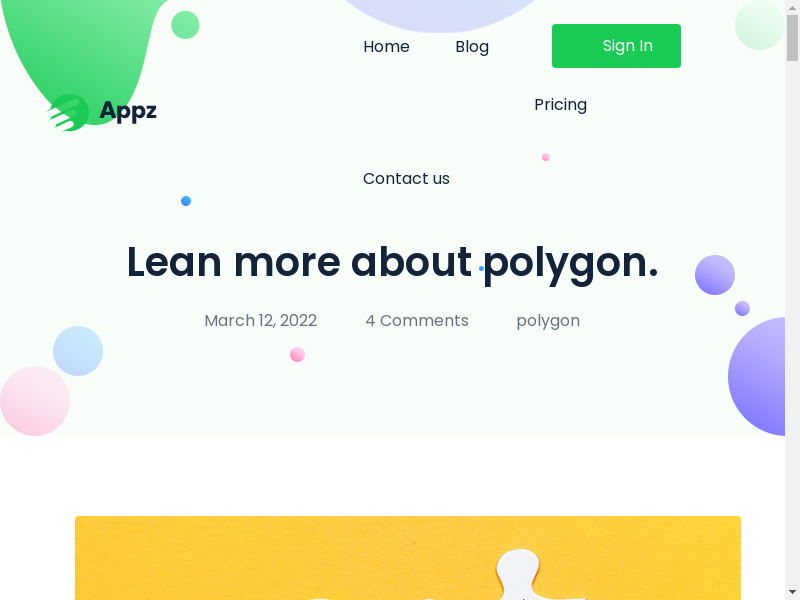 Home
Blog
Sign In
Appz
Pricing
Contact us
Lean more about polygon.
March 12, 2022
4 Comments
polygon